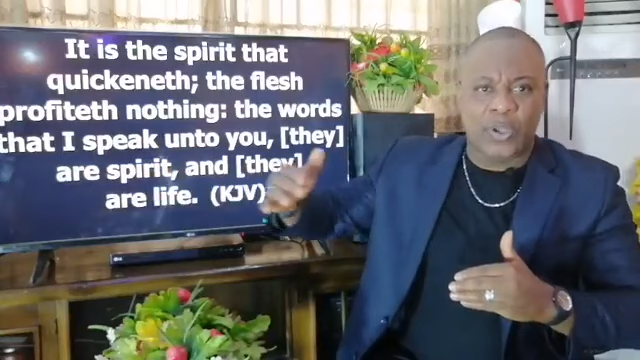 It is the spirit that
quickeneth; the flesh
profiteth nothing: the words
that I speak unto you, [they]
are spirit, and [they]
are life. (KJV)
LG